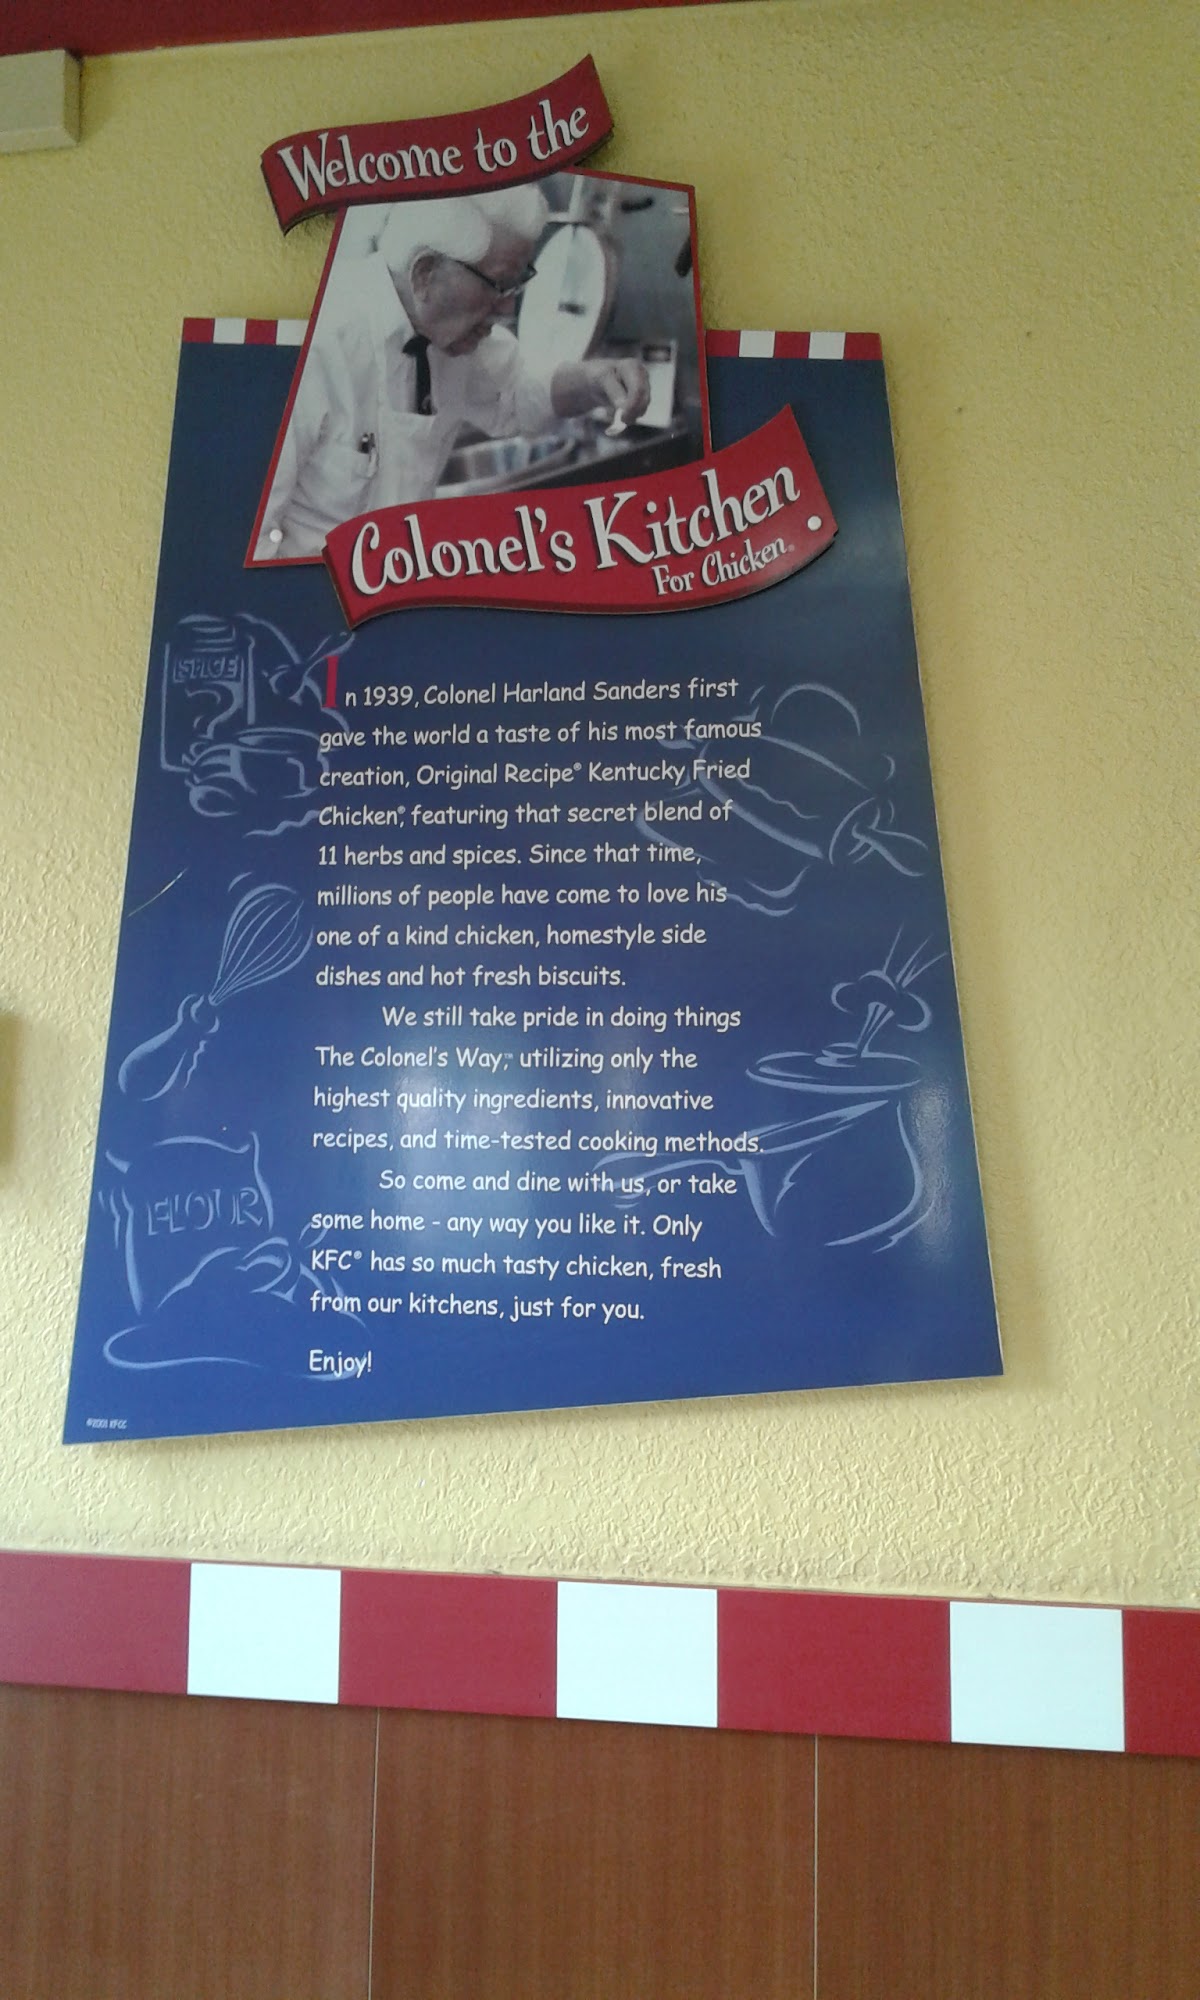 Welcome to the
Colonel's Kitchen
For Chicken®
SPICE
In 1939, Colonel Harland Sanders first
gave the world a taste of his most famous
creation, Original Recipe® Kentucky Fried
Chicken®, featuring that secret blend of
11 herbs and spices. Since that time,
millions of people have come to love his
one of a kind chicken, homestyle side
dishes and hot fresh biscuits.
We still take pride in doing things
The Colonel's Way,™ utilizing only the
highest quality ingredients, innovative
recipes, and time-tested cooking methods.
FLOUR
So come and dine with us, or take
some home - any way you like it. Only
KFC® has so much tasty chicken, fresh
from our kitchens, just for you.
Enjoy!
©2001 KFCC